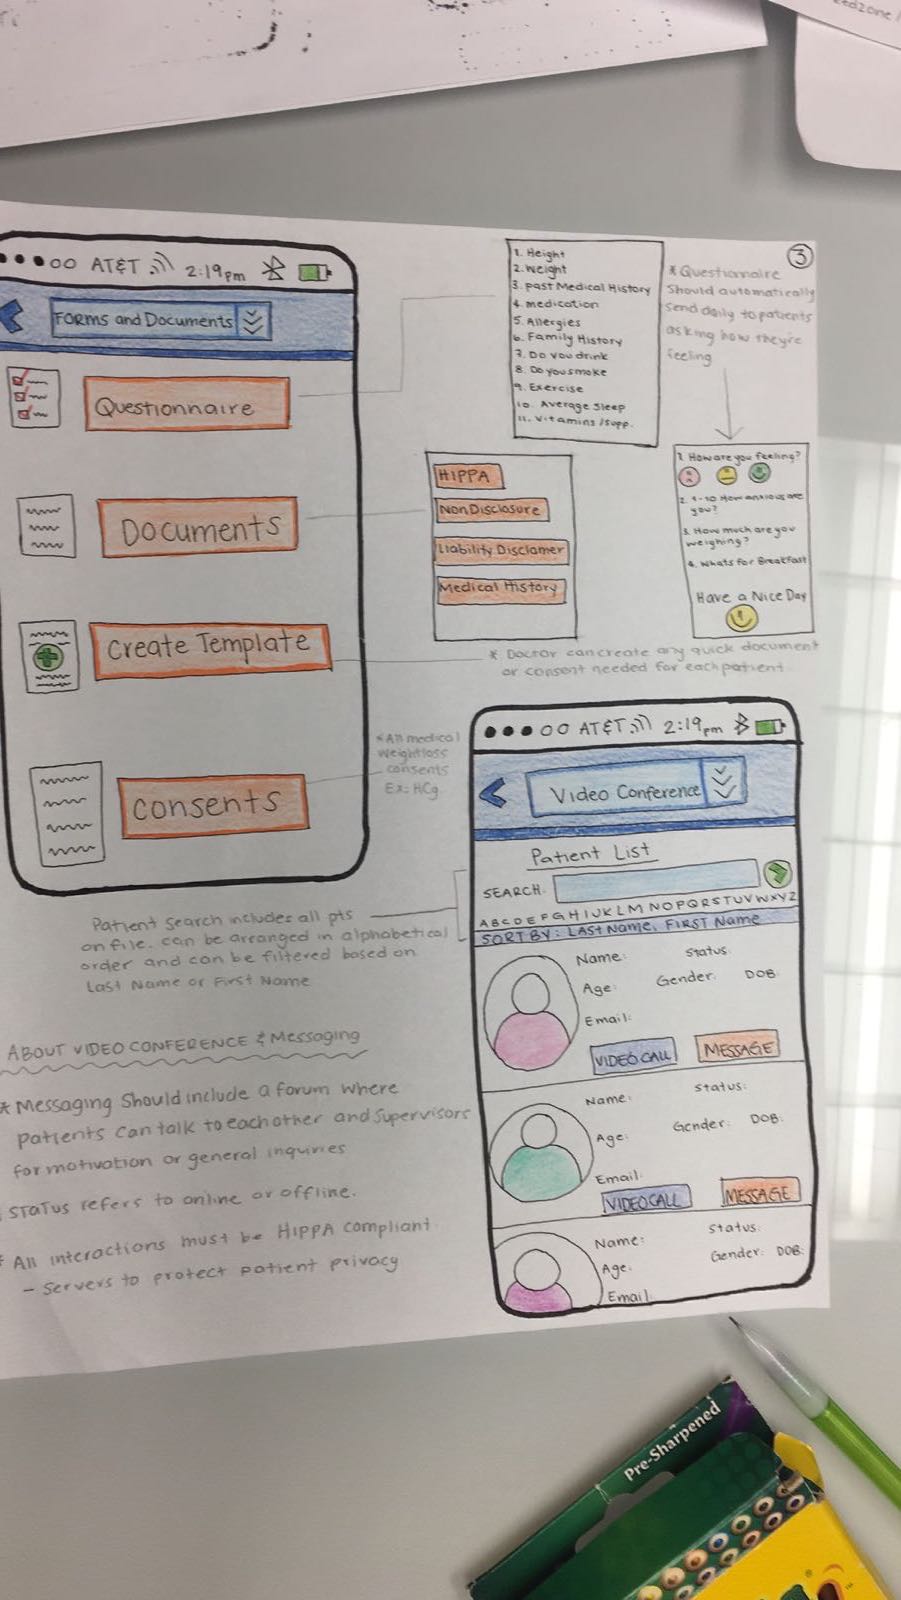 edzone /
3
●●●○○ AT&T 2:19pm
Forms and Documents
Questionnaire
Documents
Create Template
Consents
1. Height
2. Weight
3. Past Medical History
4. medication
5. Allergies
6. Family History
7. Do you drink
8. Do you smoke
9. Exercise
10. Average Sleep
11. Vitamins /supp.
* Questionnaire
Should automatically
send daily to patients
asking how they're
feeling
1. How are you feeling?
2. 1-10 How anxious are
you?
3. How much are you
weighing?
4. Whats for Breakfast
Have a Nice Day
HIPPA
Non Disclosure
Liability Disclamer
Medical History
* Doctor can create any quick document
or consent needed for each patient.
*All medical
weightloss
consents
Ex: HCg
Patient Search includes all pts
on file. can be arranged in alphabetical
order and can be filtered based on
Last Name or First Name
●●●○○ AT&T 2:19pm
Video Conference
Patient List
SEARCH:
ABCDEFGHIJKLMNOPQRSTUVWXYZ
SORT BY: Last Name, First Name
Name: Status:
Age: Gender: DOB:
Email:
VIDEO CALL MESSAGE
Name: Status:
Age: Gender: DOB:
Email:
VIDEO CALL MESSAGE
Name: Status:
Age: Gender: DOB:
Email:
ABOUT VIDEO CONFERENCE & Messaging
* Messaging Should include a forum where
patients can talk to each other and supervisors
for motivation or general inquiries
Status refers to online or offline.
* All interactions must be HIPPA compliant
- Servers to protect patient privacy
Pre-Sharpened